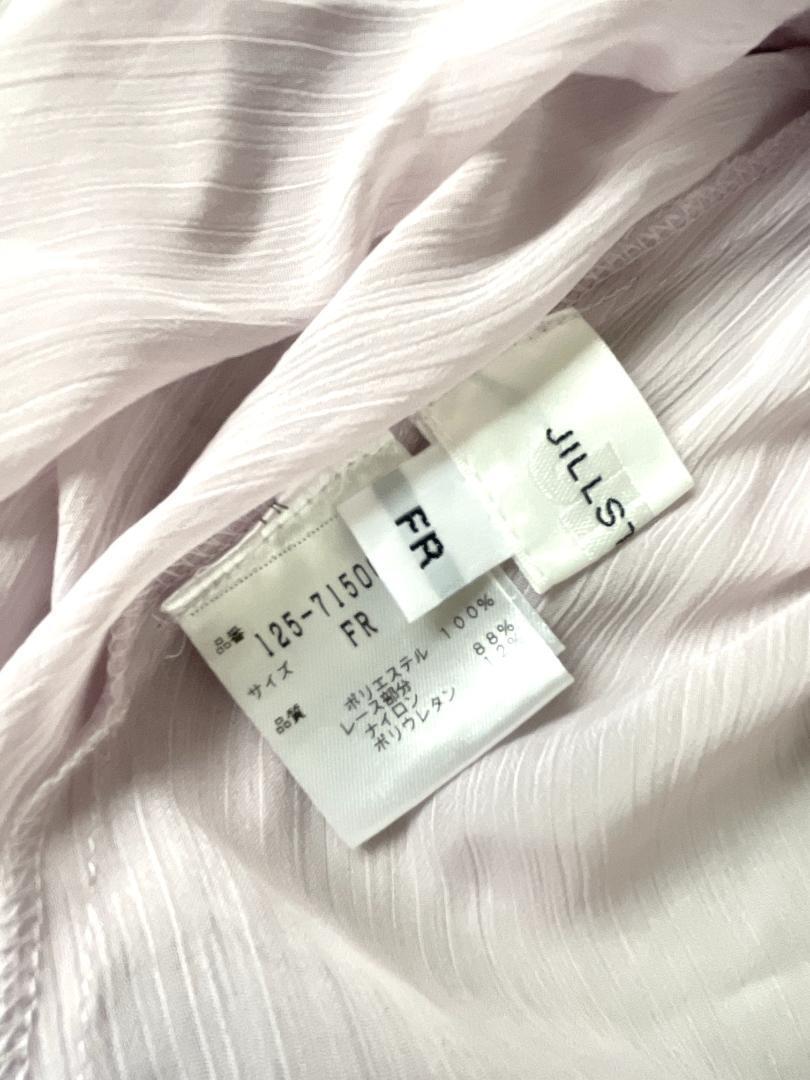 JILLST
FR
品番 125-7150
サイズ FR
品質 ポリエステル 100%
レース部分
ナイロン 88%
ポリウレタン 12%